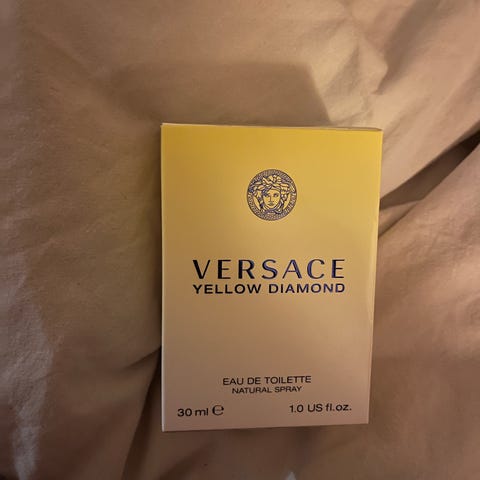 VERSACE
YELLOW DIAMOND
EAU DE TOILETTE
NATURAL SPRAY
30 ml ℮ 1.0 US fl.oz.